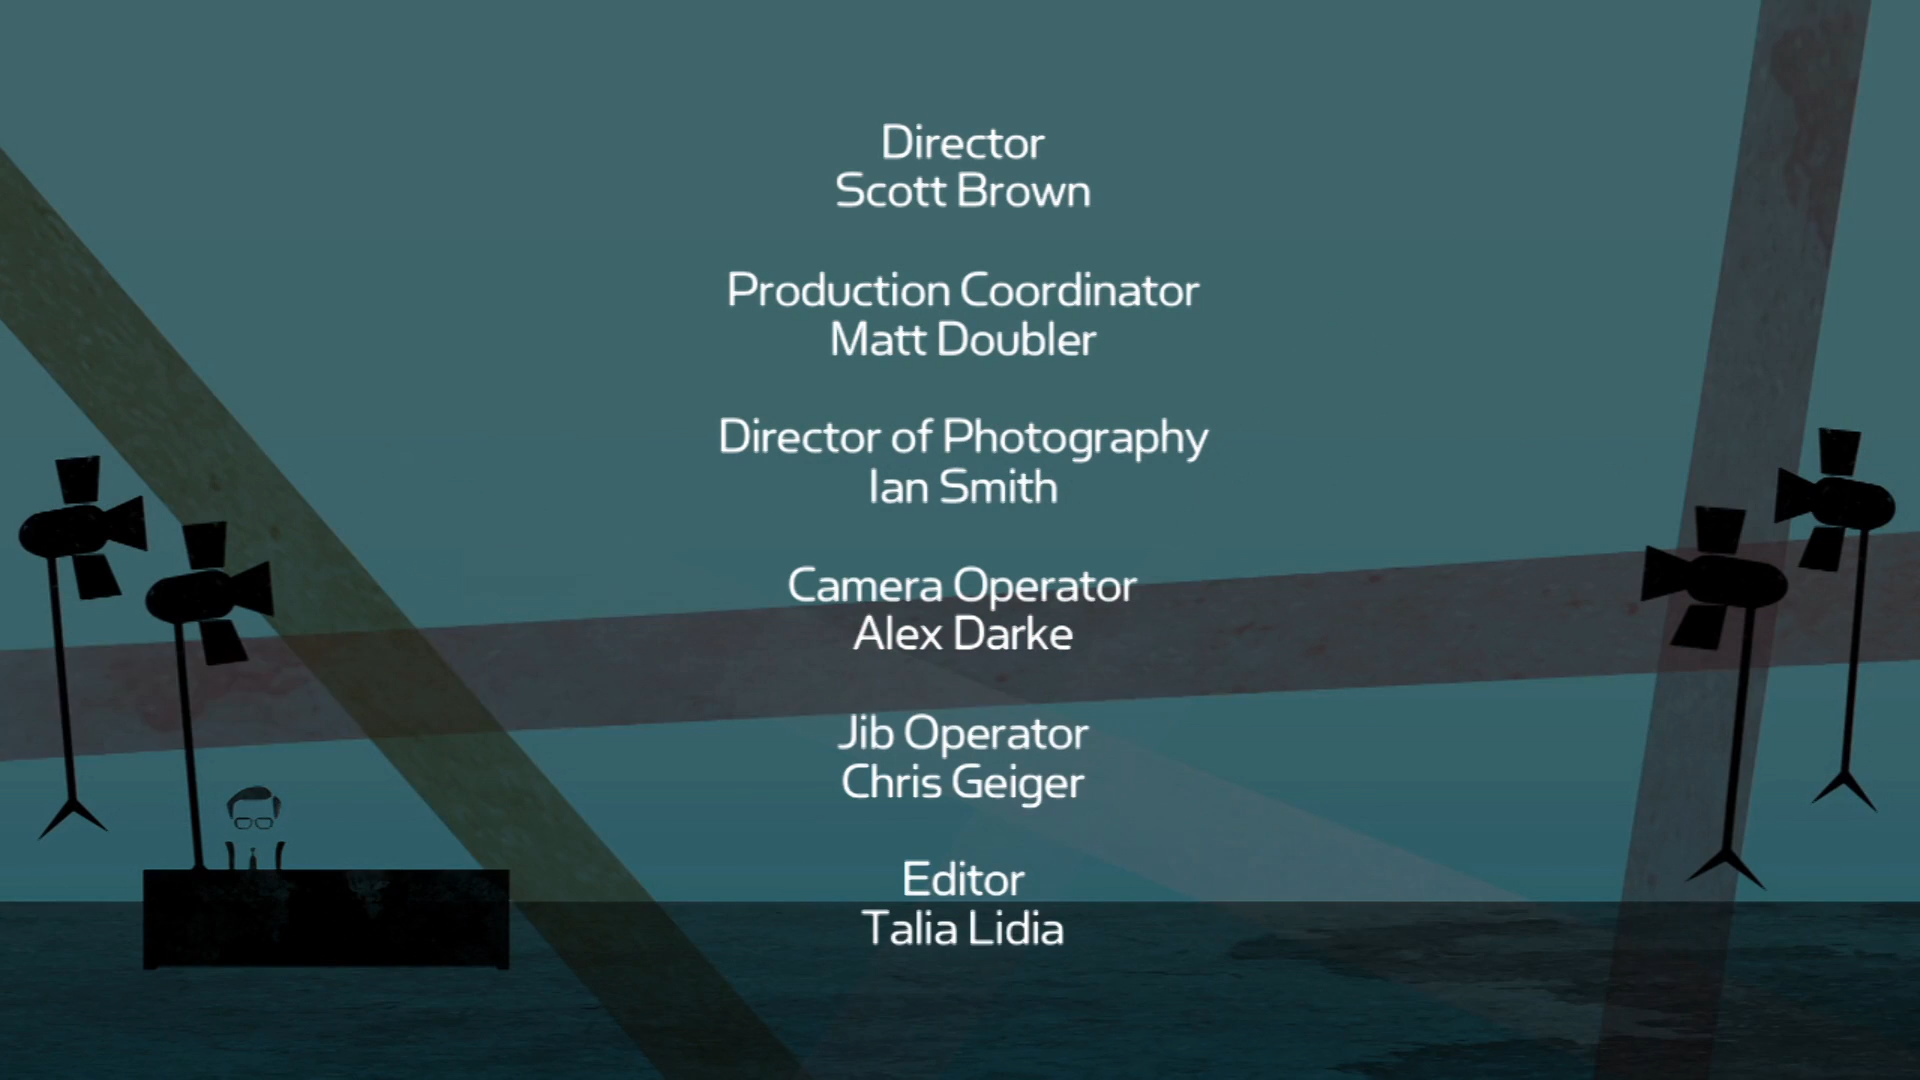 Director
Scott Brown
Production Coordinator
Matt Doubler
Director of Photography
Ian Smith
Camera Operator
Alex Darke
Jib Operator
Chris Geiger
Editor
Talia Lidia